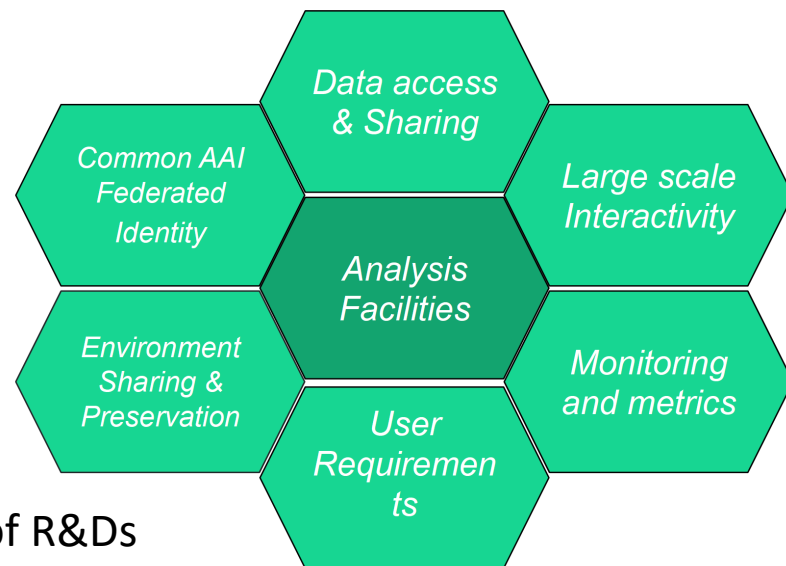 Data access
& Sharing
Common AAI
Federated
Identity
Large scale
Interactivity
Analysis
Facilities
Environment
Sharing &
Preservation
Monitoring
and metrics
User
Requiremen
ts
of R&Ds